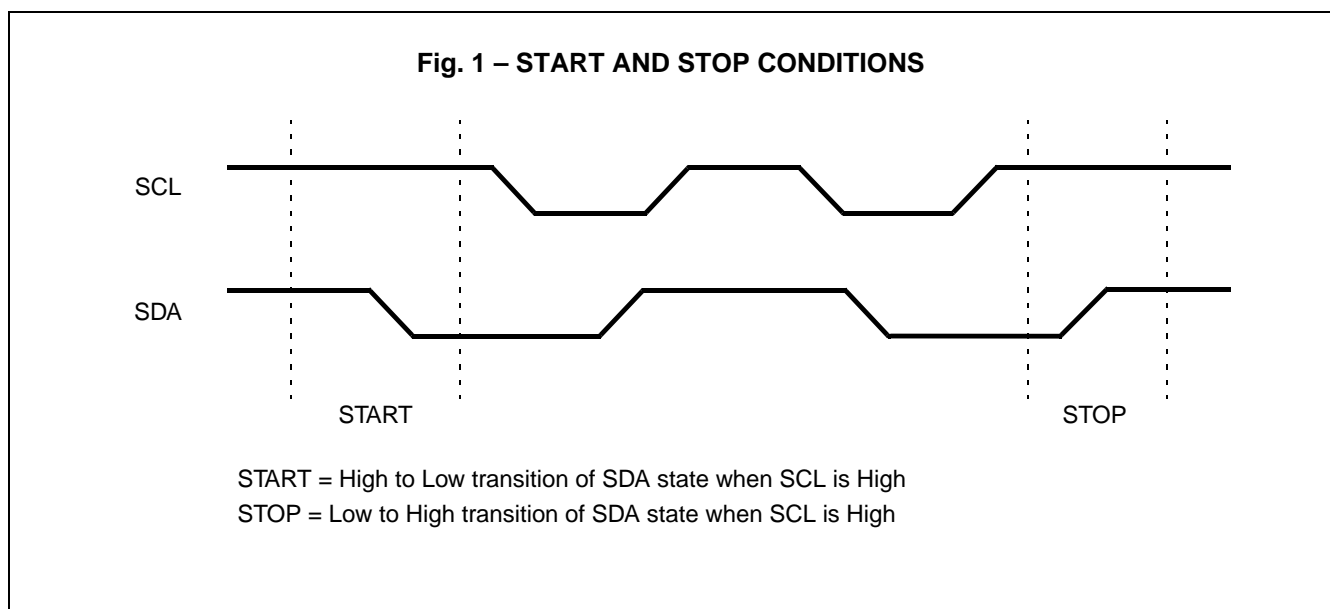 Fig. 1 – START AND STOP CONDITIONS
SCL
SDA
START
STOP
START = High to Low transition of SDA state when SCL is High
STOP = Low to High transition of SDA state when SCL is High